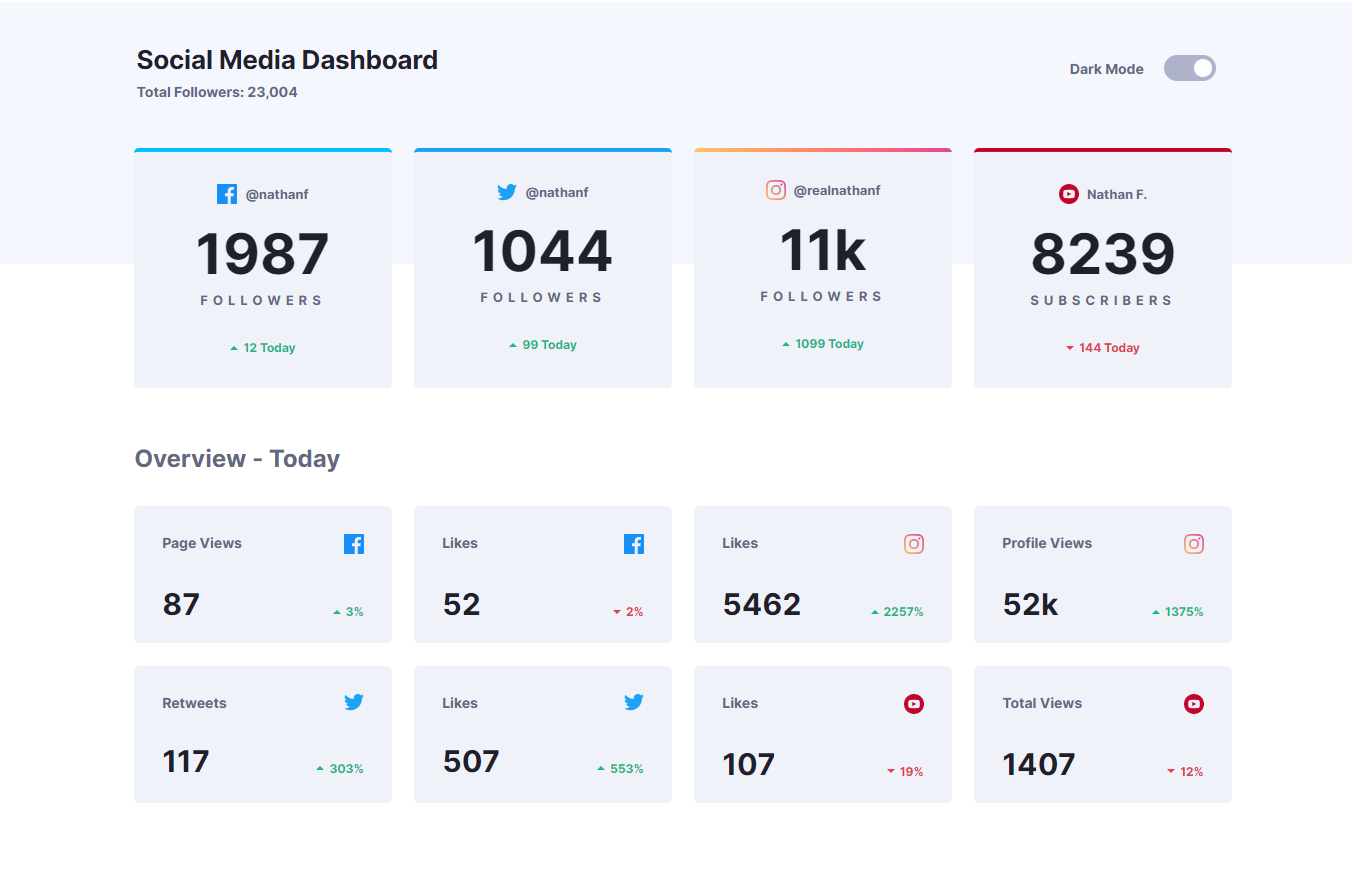 Social Media Dashboard
Total Followers: 23,004
Dark Mode
@nathanf
1987
FOLLOWERS
12 Today
@nathanf
1044
FOLLOWERS
99 Today
@realnathanf
11k
FOLLOWERS
1099 Today
Nathan F.
8239
SUBSCRIBERS
144 Today
Overview - Today
Page Views
87
3%
Likes
52
2%
Likes
5462
2257%
Profile Views
52k
1375%
Retweets
117
303%
Likes
507
553%
Likes
107
19%
Total Views
1407
12%